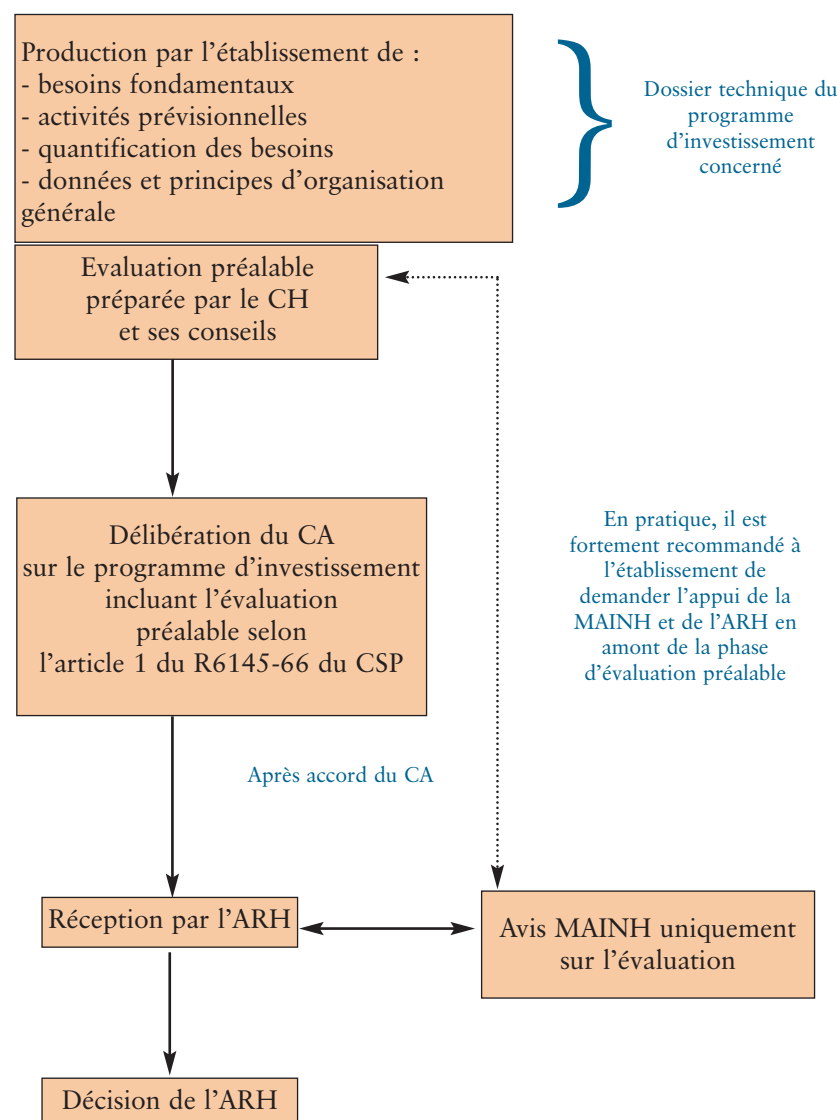 Production par l'établissement de :
- besoins fondamentaux
- activités prévisionnelles
- quantification des besoins
- données et principes d'organisation
générale
Dossier technique du
programme
d'investissement
concerné
Evaluation préalable
préparée par le CH
et ses conseils
Délibération du CA
sur le programme d'investissement
incluant l'évaluation
préalable selon
l'article 1 du R6145-66 du CSP
En pratique, il est
fortement recommandé à
l'établissement de
demander l'appui de la
MAINH et de l'ARH en
amont de la phase
d'évaluation préalable
Après accord du CA
Réception par l'ARH
Avis MAINH uniquement
sur l'évaluation
Décision de l'ARH